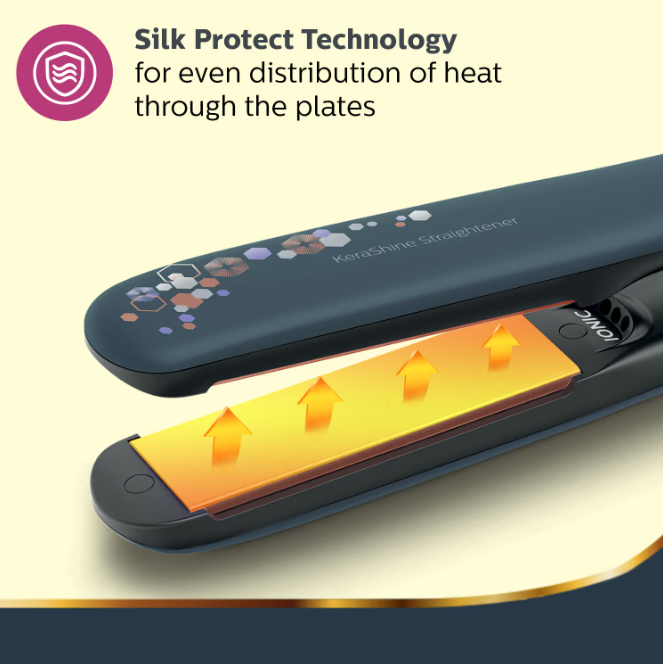 Silk Protect Technology
for even distribution of heat
through the plates
KeraShine Straightener
IONIC